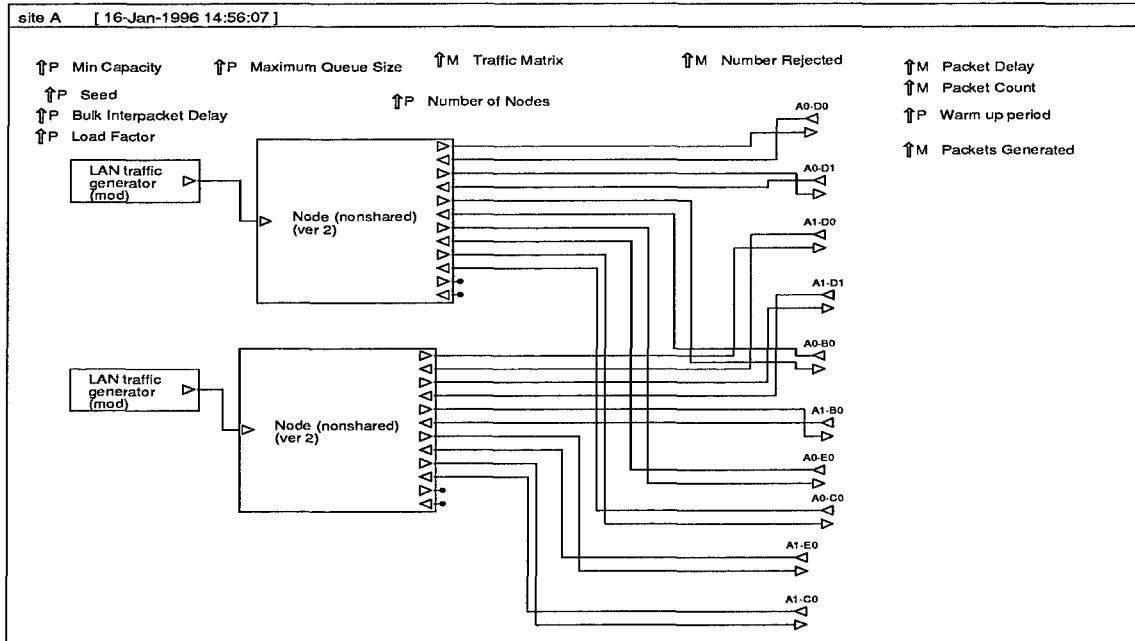 site A [ 16-Jan-1996 14:56:07 ]
⇑P Min Capacity ⇑P Maximum Queue Size ⇑M Traffic Matrix ⇑M Number Rejected ⇑M Packet Delay
⇑P Seed ⇑P Number of Nodes ⇑M Packet Count
⇑P Bulk Interpacket Delay ⇑P Warm up period
⇑P Load Factor ⇑M Packets Generated
A0-D0
LAN traffic
generator
(mod)
A0-D1
Node (nonshared)
(ver 2)
A1-D0
A1-D1
A0-B0
LAN traffic
generator
(mod)
A1-B0
Node (nonshared)
(ver 2)
A0-E0
A0-C0
A1-E0
A1-C0